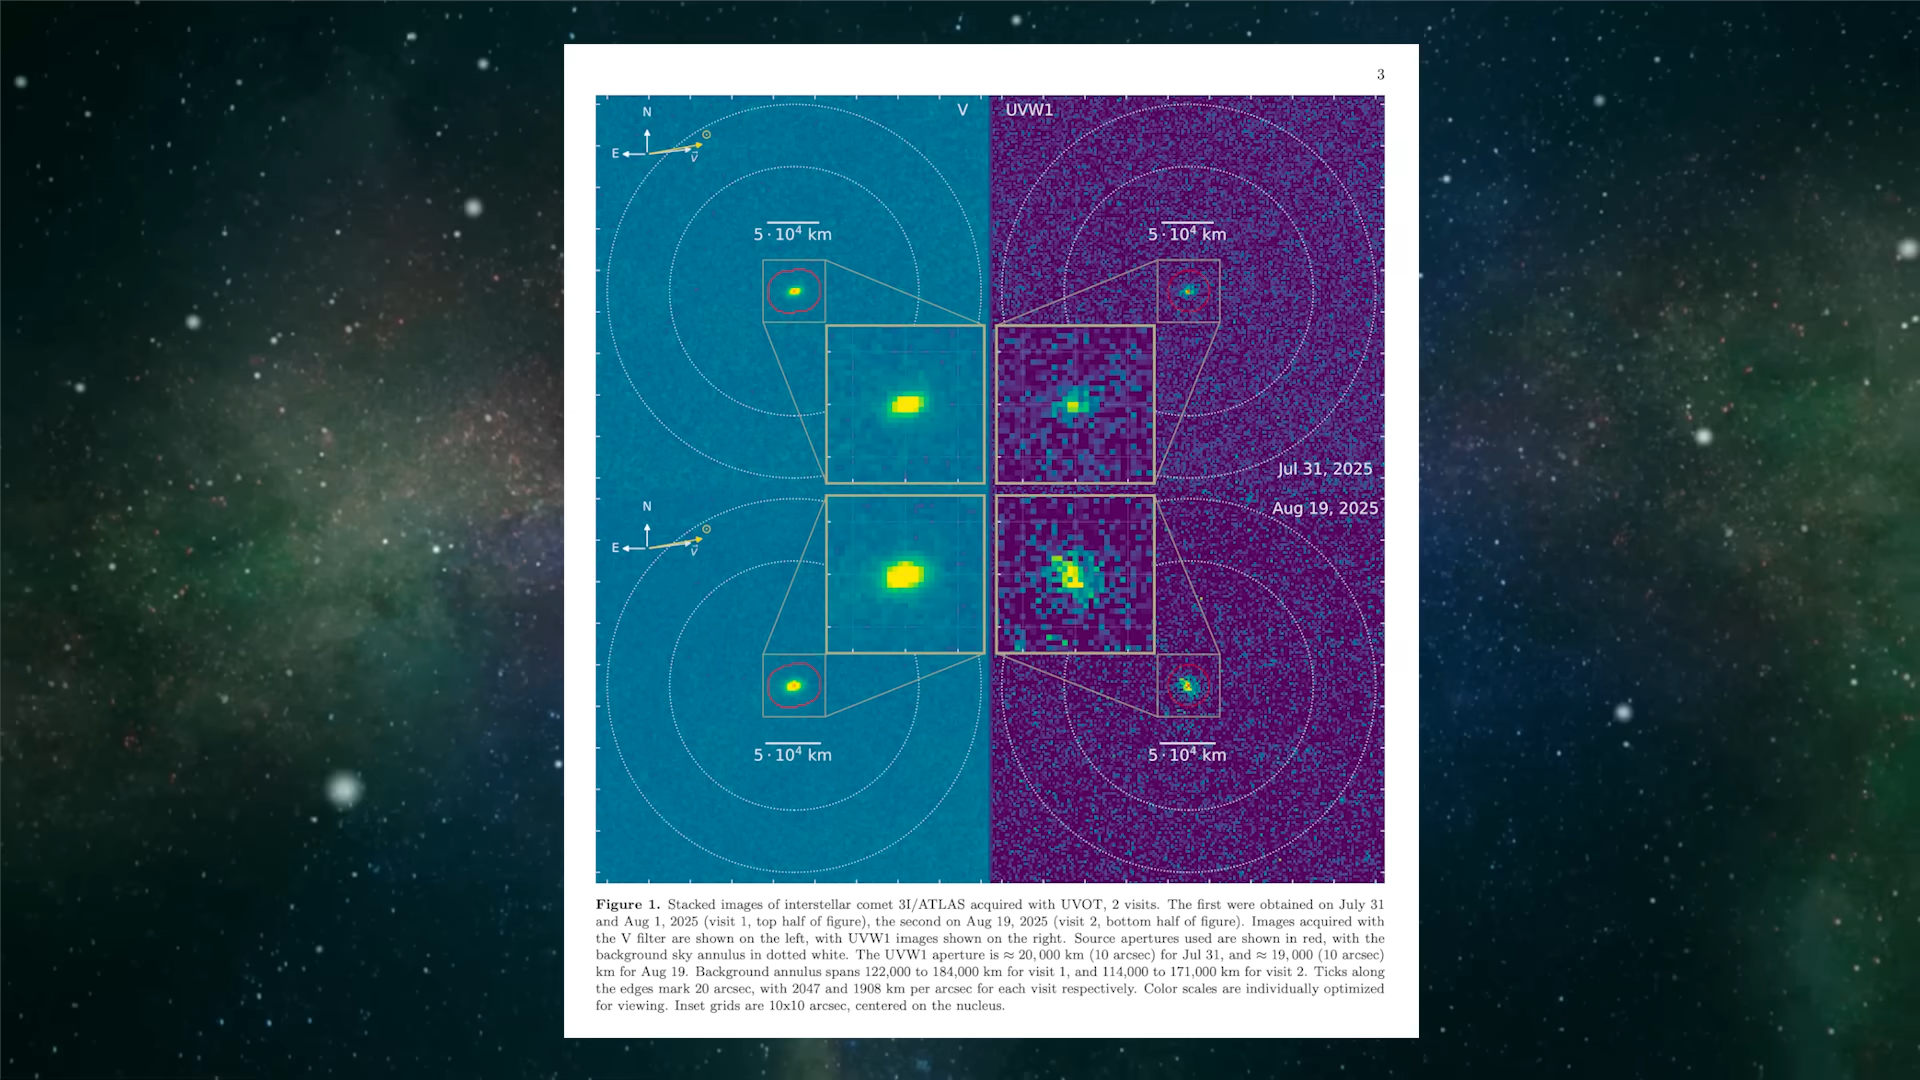 3
V
UVW1
N
E
v
5 · 10⁴ km
5 · 10⁴ km
Jul 31, 2025
Aug 19, 2025
N
E
v
5 · 10⁴ km
5 · 10⁴ km
Figure 1. Stacked images of interstellar comet 3I/ATLAS acquired with UVOT, 2 visits. The first were obtained on July 31
and Aug 1, 2025 (visit 1, top half of figure), the second on Aug 19, 2025 (visit 2, bottom half of figure). Images acquired with
the V filter are shown on the left, with UVW1 images shown on the right. Source apertures used are shown in red, with the
background sky annulus in dotted white. The UVW1 aperture is ≈ 20,000 km (10 arcsec) for Jul 31, and ≈ 19,000 (10 arcsec)
km for Aug 19. Background annulus spans 122,000 to 184,000 km for visit 1, and 114,000 to 171,000 km for visit 2. Ticks along
the edges mark 20 arcsec, with 2047 and 1908 km per arcsec for each visit respectively. Color scales are individually optimized
for viewing. Inset grids are 10x10 arcsec, centered on the nucleus.